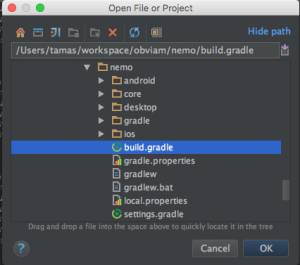 Open File or Project
Hide path
/Users/tamas/workspace/obviam/nemo/build.gradle
nemo
android
core
desktop
gradle
ios
build.gradle
gradle.properties
gradlew
gradlew.bat
local.properties
settings.gradle
Drag and drop a file into the space above to quickly locate it in the tree
?
Cancel
OK